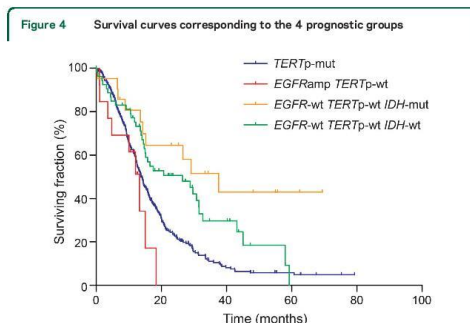 Figure 4 Survival curves corresponding to the 4 prognostic groups
TERTp-mut
EGFRamp TERTp-wt
EGFR-wt TERTp-wt IDH-mut
EGFR-wt TERTp-wt IDH-wt
Surviving fraction (%)
100
80
60
40
20
0
0 20 40 60 80 100
Time (months)